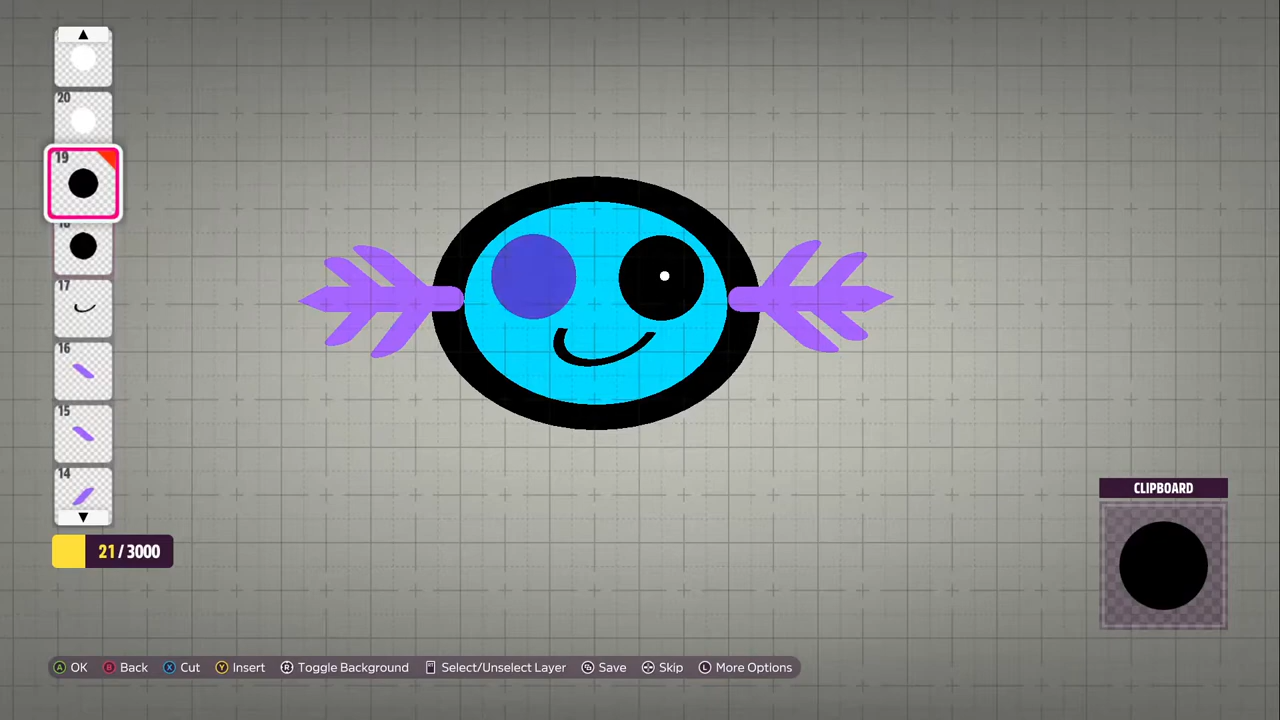 20
19
18
17
16
15
14
21 / 3000
CLIPBOARD
A OK B Back X Cut Y Insert R Toggle Background Select/Unselect Layer Save Skip L More Options